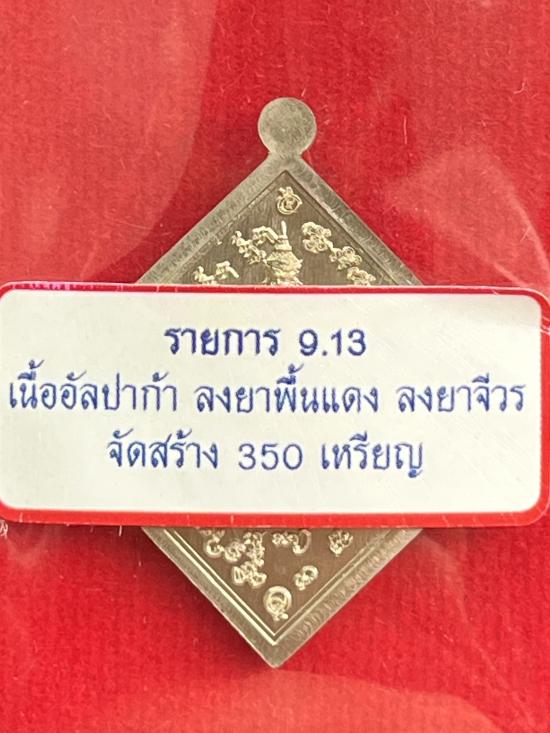 รายการ 9.13
เนื้ออัลปาก้า ลงยาพื้นแดง ลงยาจีวร
จัดสร้าง 350 เหรียญ